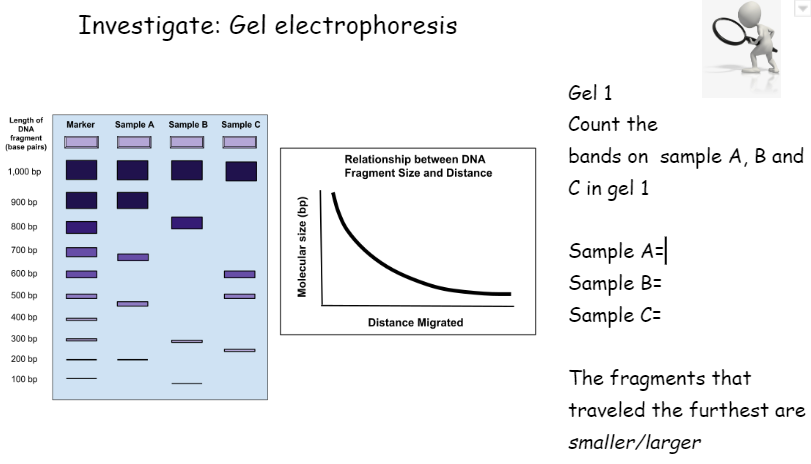 Investigate: Gel electrophoresis
Length of
DNA
fragment
(base pairs)
Marker
Sample A
Sample B
Sample C
1,000 bp
900 bp
800 bp
700 bp
600 bp
500 bp
400 bp
300 bp
200 bp
100 bp
Relationship between DNA
Fragment Size and Distance
Molecular size (bp)
Distance Migrated
Gel 1
Count the
bands on sample A, B and
C in gel 1
Sample A=
Sample B=
Sample C=
The fragments that
traveled the furthest are
smaller/larger